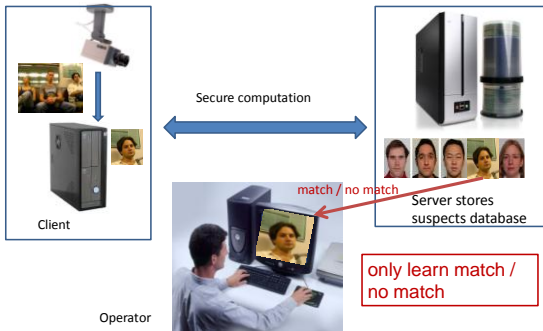 Secure computation
match / no match
Client
Server stores
suspects database
only learn match /
no match
Operator